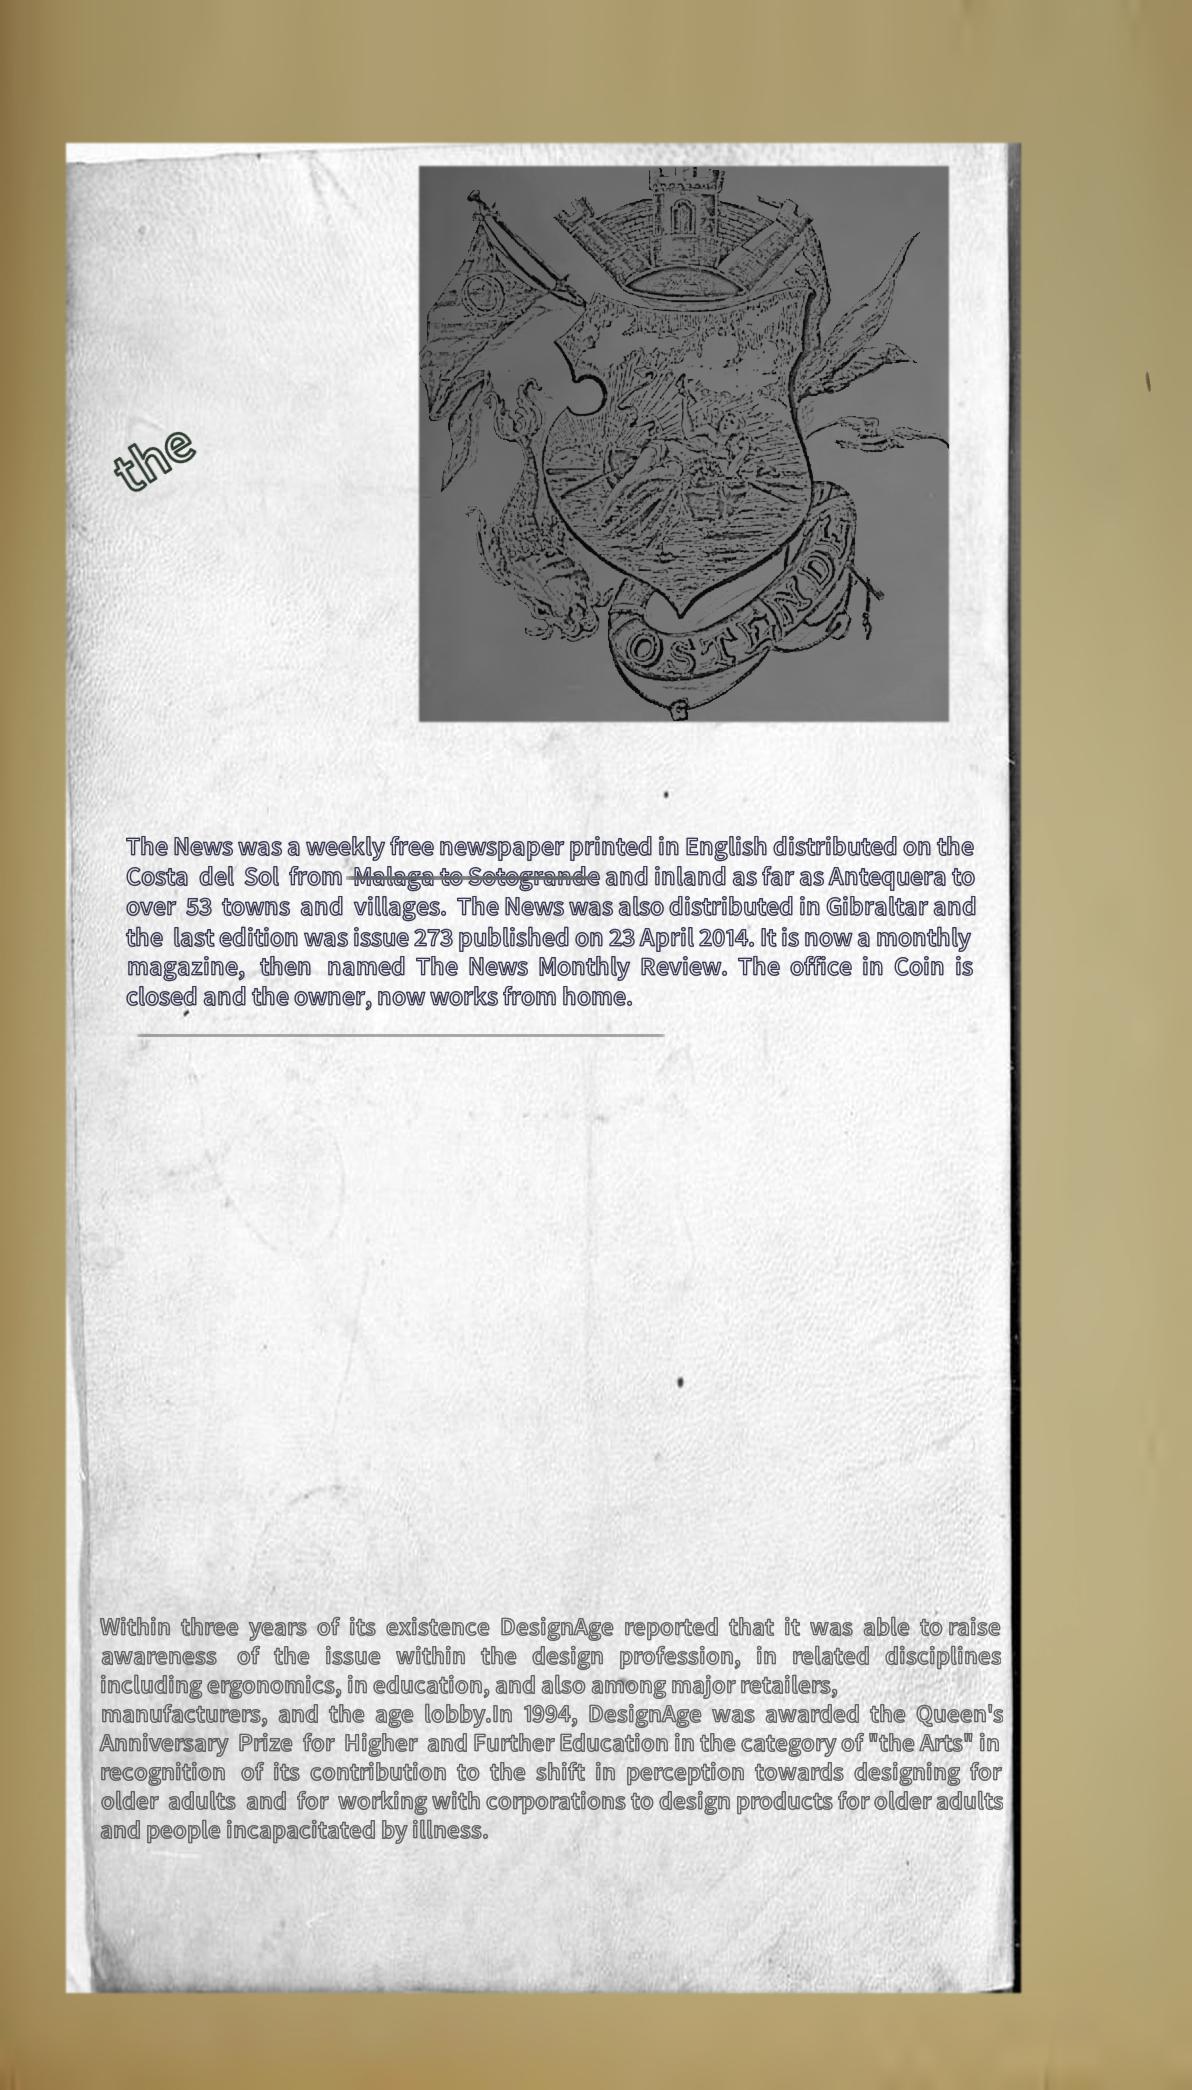 the
OSTENDE
The News was a weekly free newspaper printed in English distributed on the
Costa del Sol from Malaga to Sotogrande and inland as far as Antequera to
over 53 towns and villages. The News was also distributed in Gibraltar and
the last edition was issue 273 published on 23 April 2014. It is now a monthly
magazine, then named The News Monthly Review. The office in Coin is
closed and the owner, now works from home.
Within three years of its existence DesignAge reported that it was able to raise
awareness of the issue within the design profession, in related disciplines
including ergonomics, in education, and also among major retailers,
manufacturers, and the age lobby.In 1994, DesignAge was awarded the Queen's
Anniversary Prize for Higher and Further Education in the category of "the Arts" in
recognition of its contribution to the shift in perception towards designing for
older adults and for working with corporations to design products for older adults
and people incapacitated by illness.